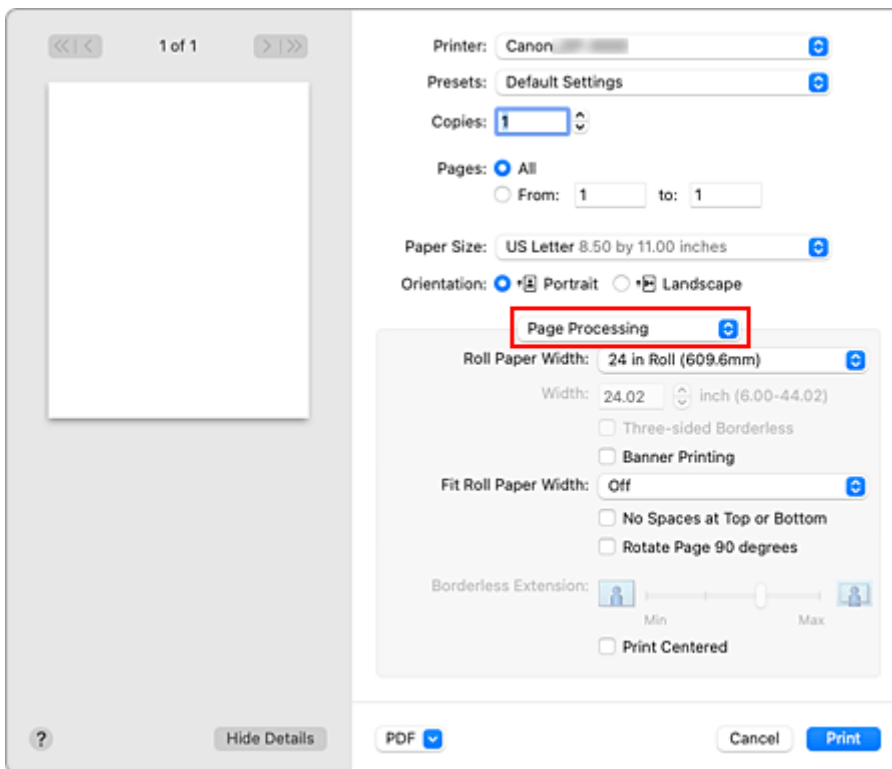 1 of 1
Printer: Canon
Presets: Default Settings
Copies: 1
Pages: All
From: 1 to: 1
Paper Size: US Letter 8.50 by 11.00 inches
Orientation: Portrait Landscape
Page Processing
Roll Paper Width: 24 in Roll (609.6mm)
Width: 24.02 inch (6.00-44.02)
Three-sided Borderless
Banner Printing
Fit Roll Paper Width: Off
No Spaces at Top or Bottom
Rotate Page 90 degrees
Borderless Extension:
Min Max
Print Centered
? Hide Details PDF Cancel Print